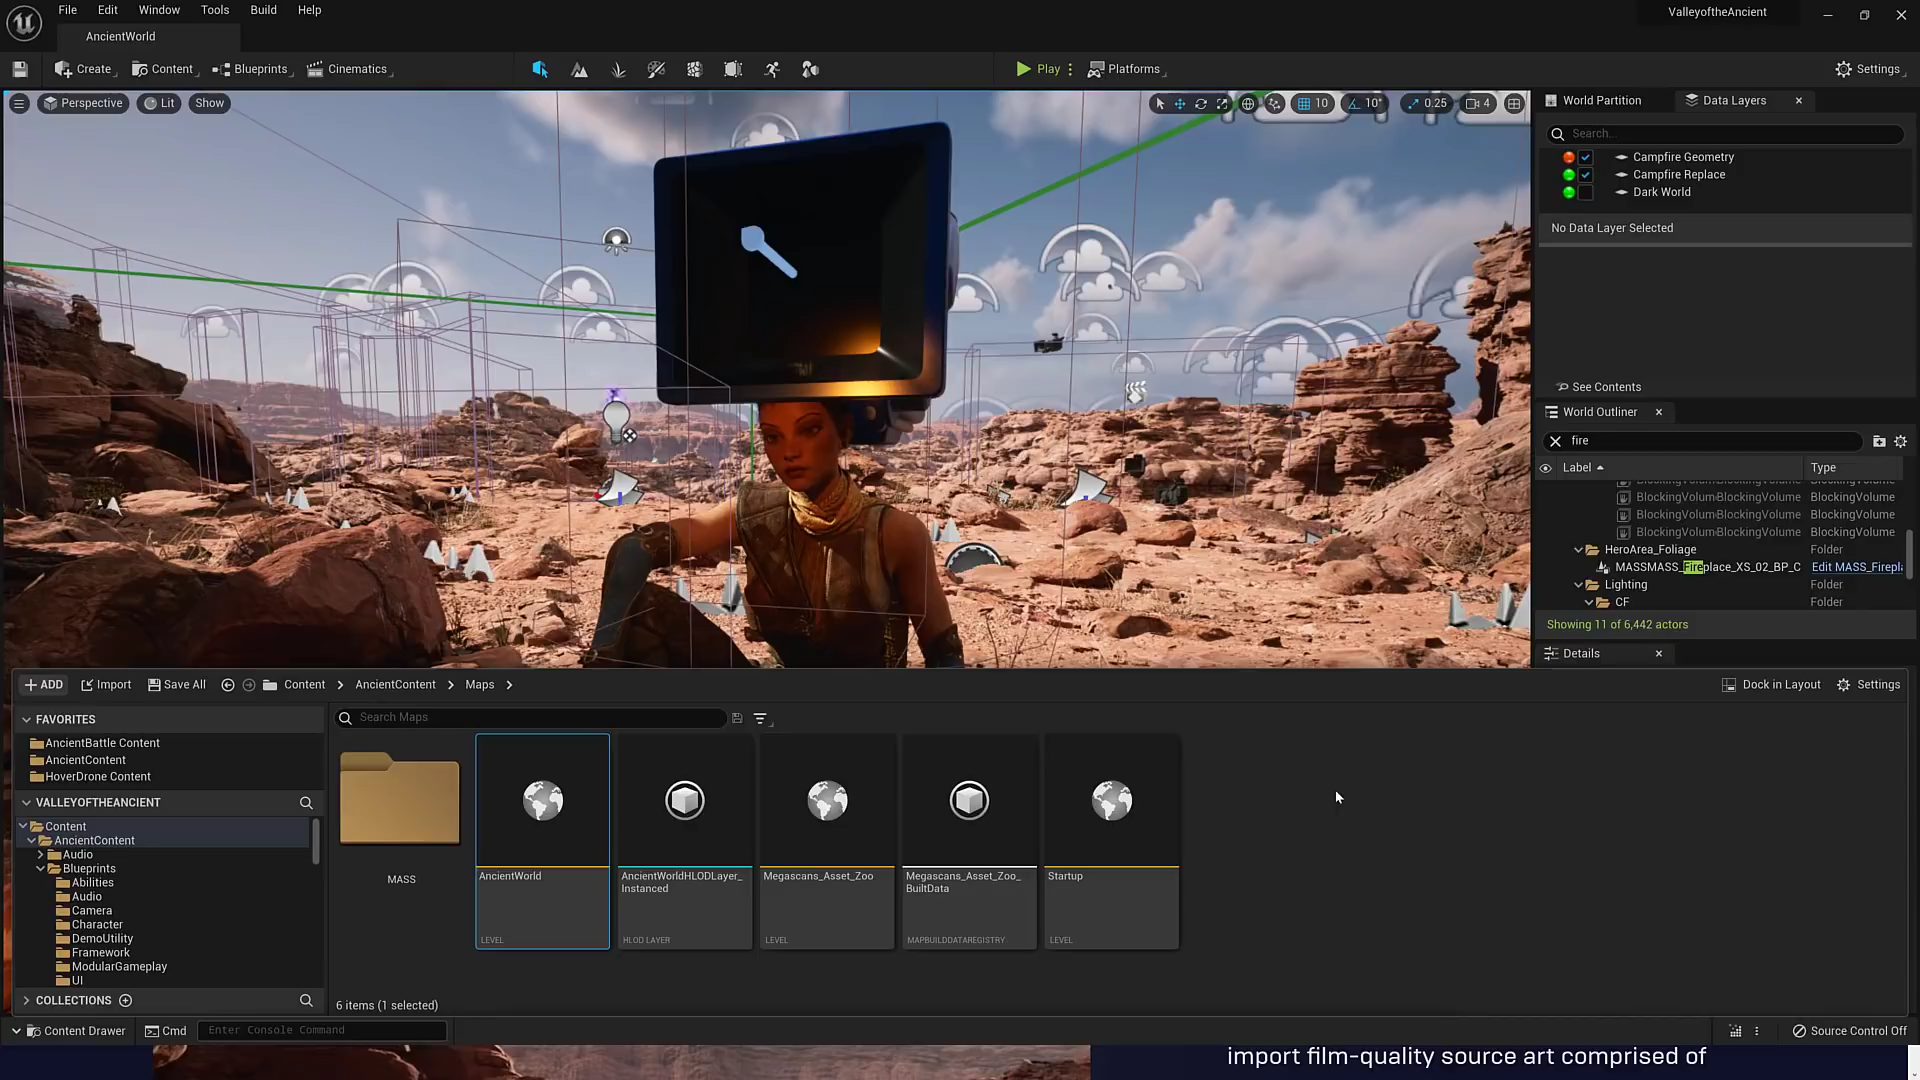 File Edit Window Tools Build Help
ValleyoftheAncient
AncientWorld
Create Content Blueprints Cinematics Play Platforms Settings
Perspective Lit Show 10 10° 0.25 4
World Partition Data Layers
Search...
Campfire Geometry
Campfire Replace
Dark World
No Data Layer Selected
See Contents
World Outliner
fire
Label Type
BlockingVolumBlockingVolume BlockingVolume
BlockingVolumBlockingVolume BlockingVolume
BlockingVolumBlockingVolume BlockingVolume
BlockingVolumBlockingVolume BlockingVolume
HeroArea_Foliage Folder
MASSMASS_Fireplace_XS_02_BP_C Edit MASS_Firepl
Lighting Folder
CF Folder
Showing 11 of 6,442 actors
Details
ADD Import Save All Content AncientContent Maps Dock in Layout Settings
FAVORITES
AncientBattle Content
AncientContent
HoverDrone Content
VALLEYOFTHEANCIENT
Content
AncientContent
Audio
Blueprints
Abilities
Audio
Camera
Character
DemoUtility
Framework
ModularGameplay
UI
COLLECTIONS
Search Maps
MASS
AncientWorld
LEVEL
AncientWorldHLODLayer_
Instanced
HLOD LAYER
Megascans_Asset_Zoo
LEVEL
Megascans_Asset_Zoo_
BuiltData
MAPBUILDDATAREGISTRY
Startup
LEVEL
6 items (1 selected)
Content Drawer Cmd Enter Console Command Source Control Off
import film-quality source art comprised of